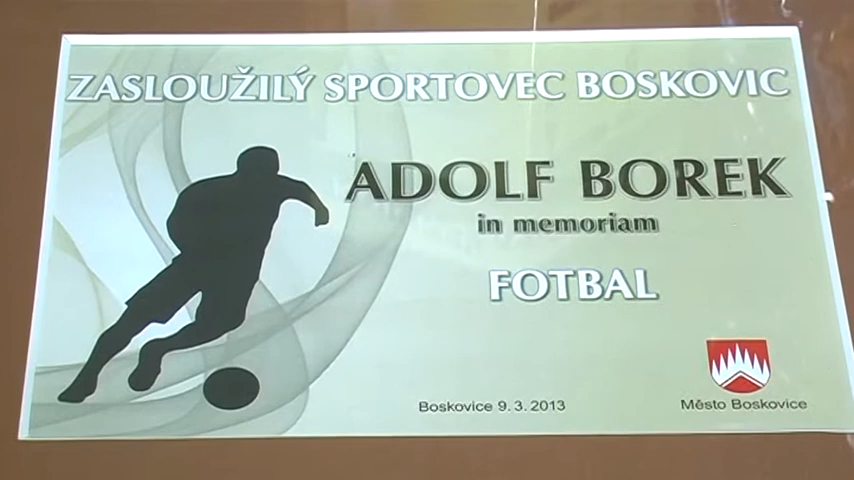 ZASLOUŽILÝ SPORTOVEC BOSKOVIC
ADOLF BOREK
in memoriam
FOTBAL
Boskovice 9. 3. 2013
Město Boskovice